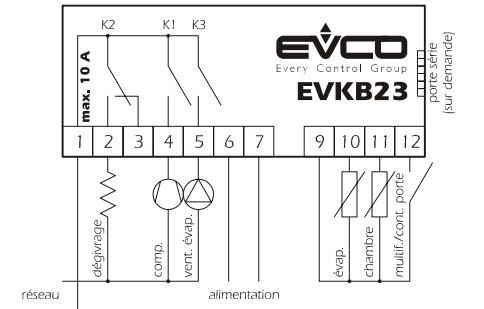 K2 K1 K3
max. 10 A
EVCO
Every Control Group
EVKB23
porte série
(sur demande)
1 2 3 4 5 6 7 9 10 11 12
dégivrage
comp.
vent. évap.
évap.
chambre
multif./cont. porte
réseau
alimentation